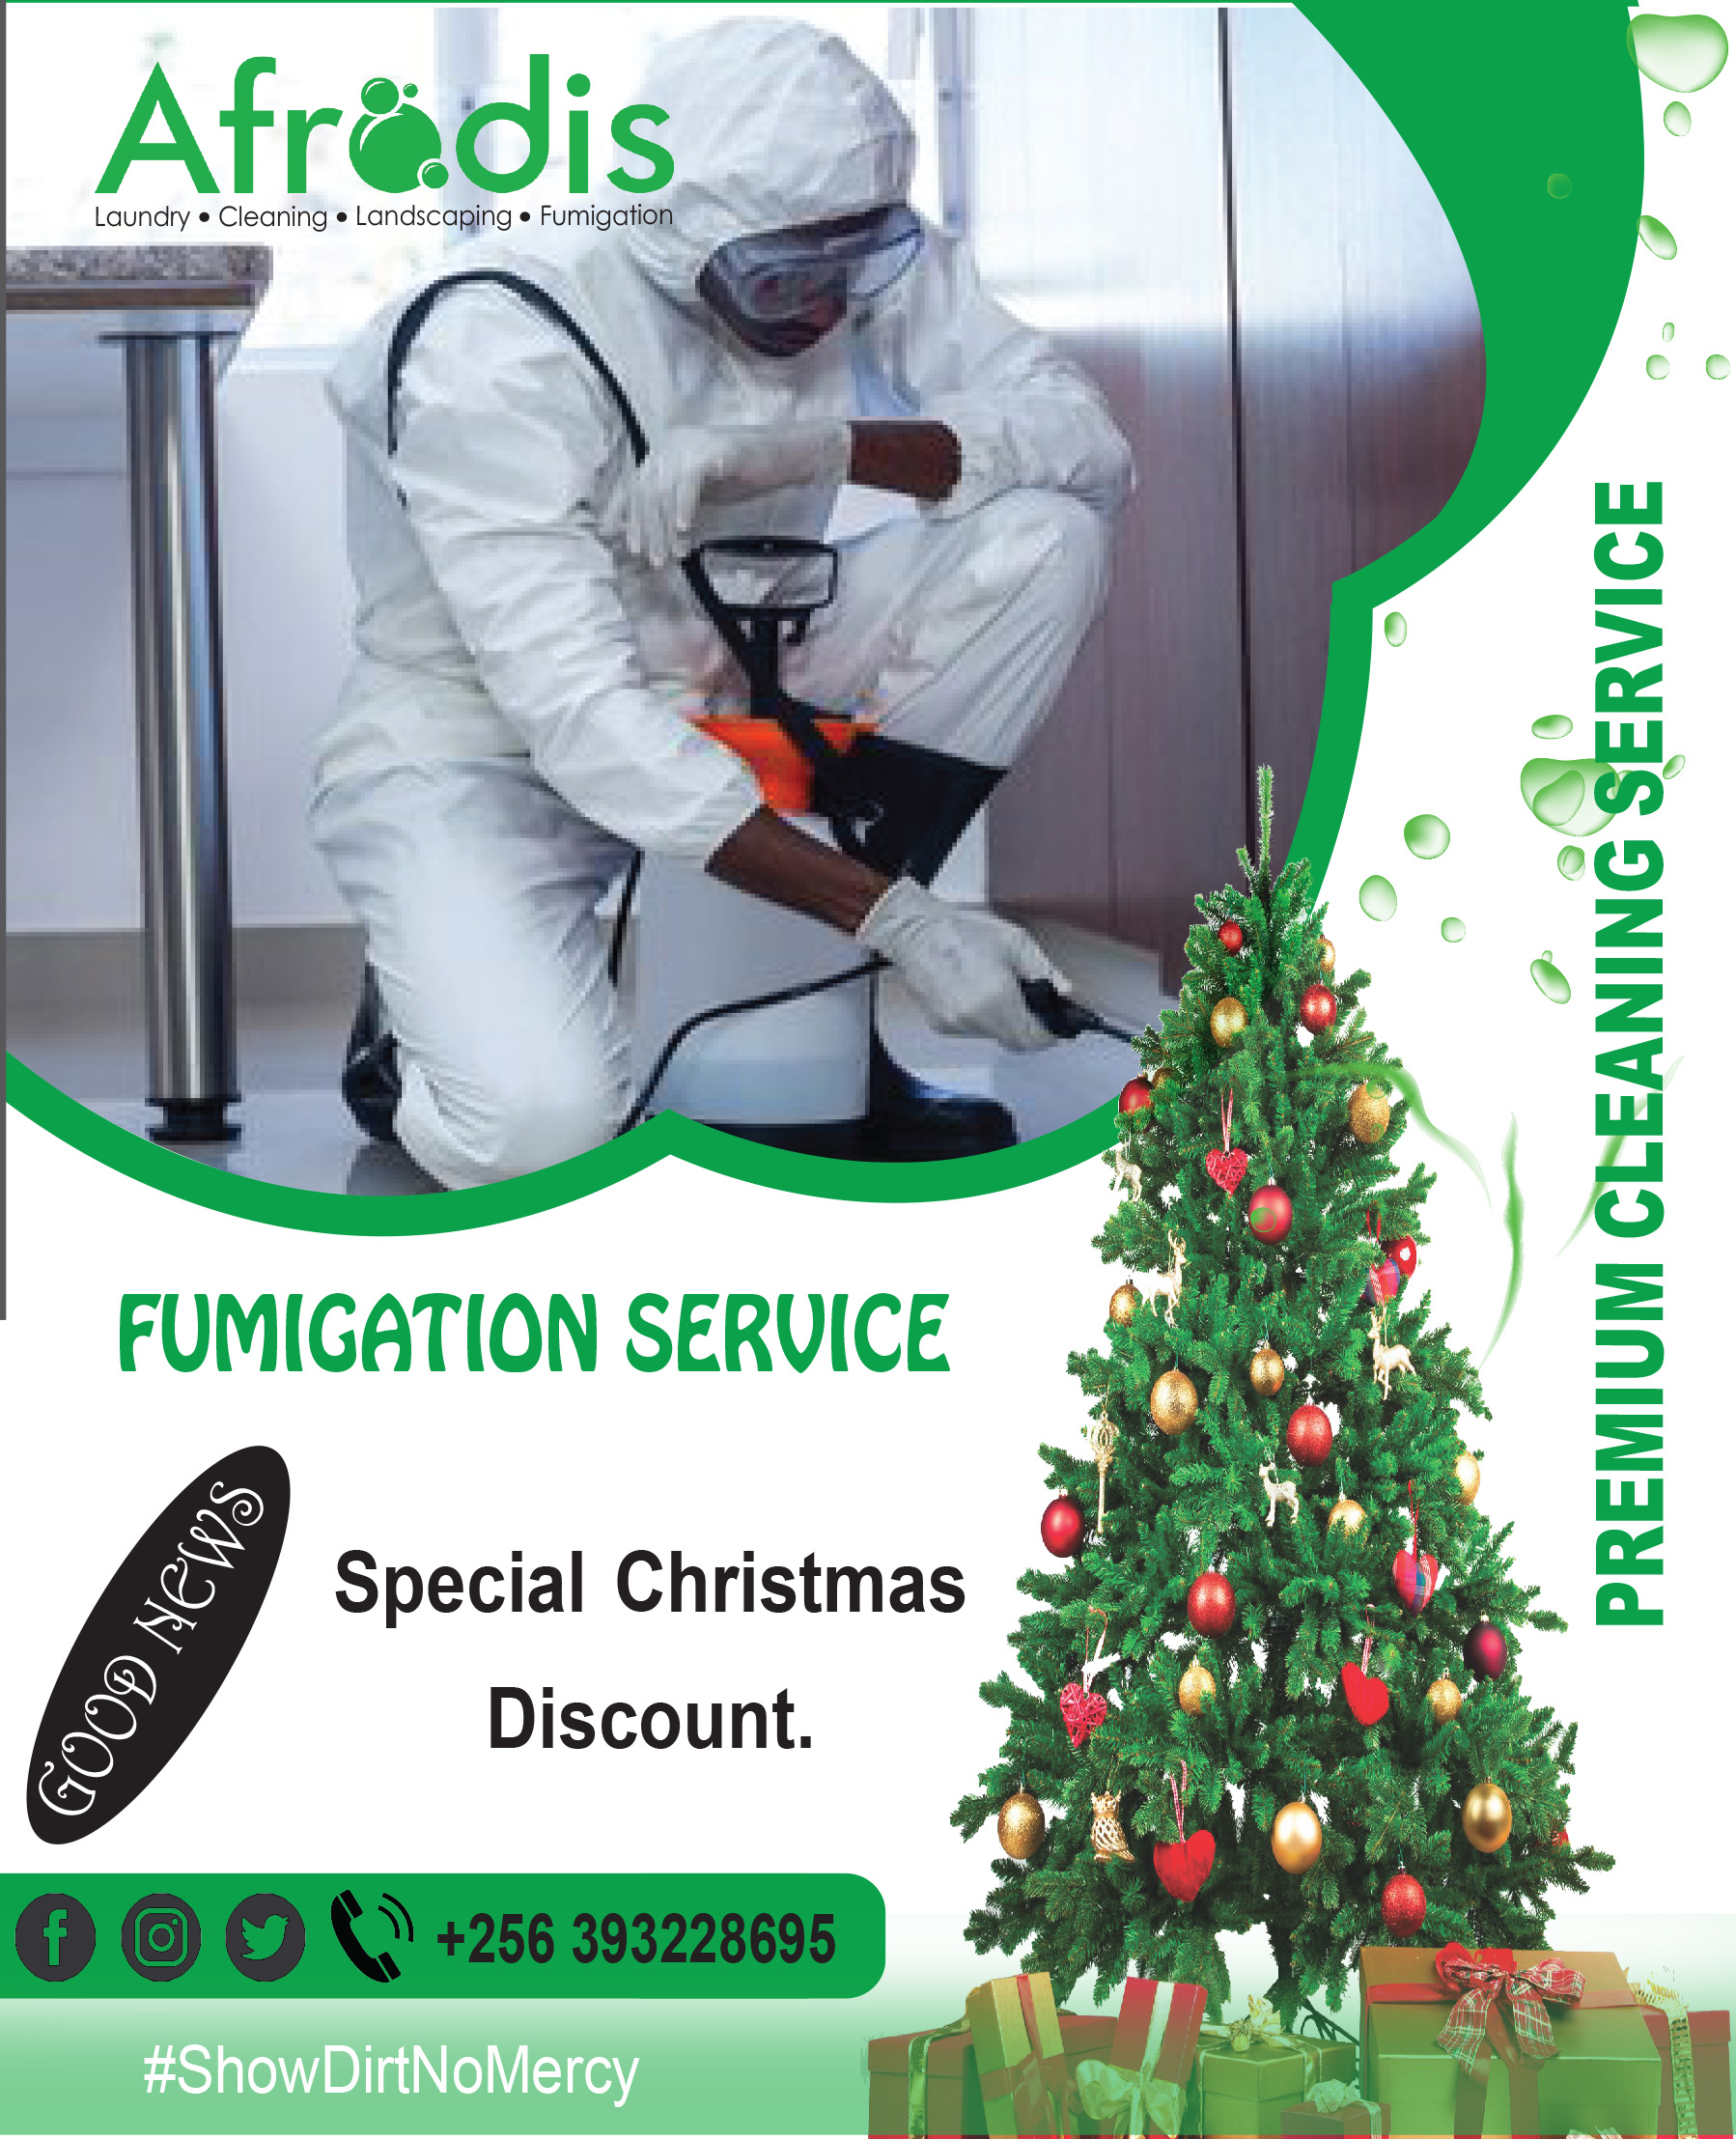 Afrodis
Laundry • Cleaning • Landscaping • Fumigation
PREMIUM CLEANING SERVICE
FUMIGATION SERVICE
GOOD NEWS
Special Christmas
Discount.
+256 393228695
#ShowDirtNoMercy